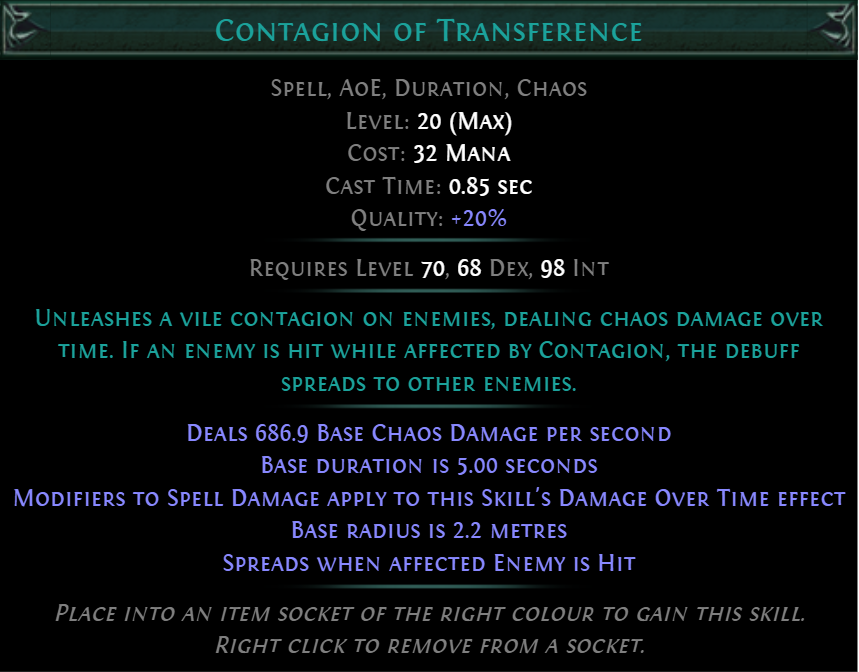 Contagion of Transference
Spell, AoE, Duration, Chaos
Level: 20 (Max)
Cost: 32 Mana
Cast Time: 0.85 sec
Quality: +20%
Requires Level 70, 68 Dex, 98 Int
Unleashes a vile contagion on enemies, dealing chaos damage over
time. If an enemy is hit while affected by Contagion, the debuff
spreads to other enemies.
Deals 686.9 Base Chaos Damage per second
Base duration is 5.00 seconds
Modifiers to Spell Damage apply to this Skill's Damage Over Time effect
Base radius is 2.2 metres
Spreads when affected Enemy is Hit
Place into an item socket of the right colour to gain this skill.
Right click to remove from a socket.